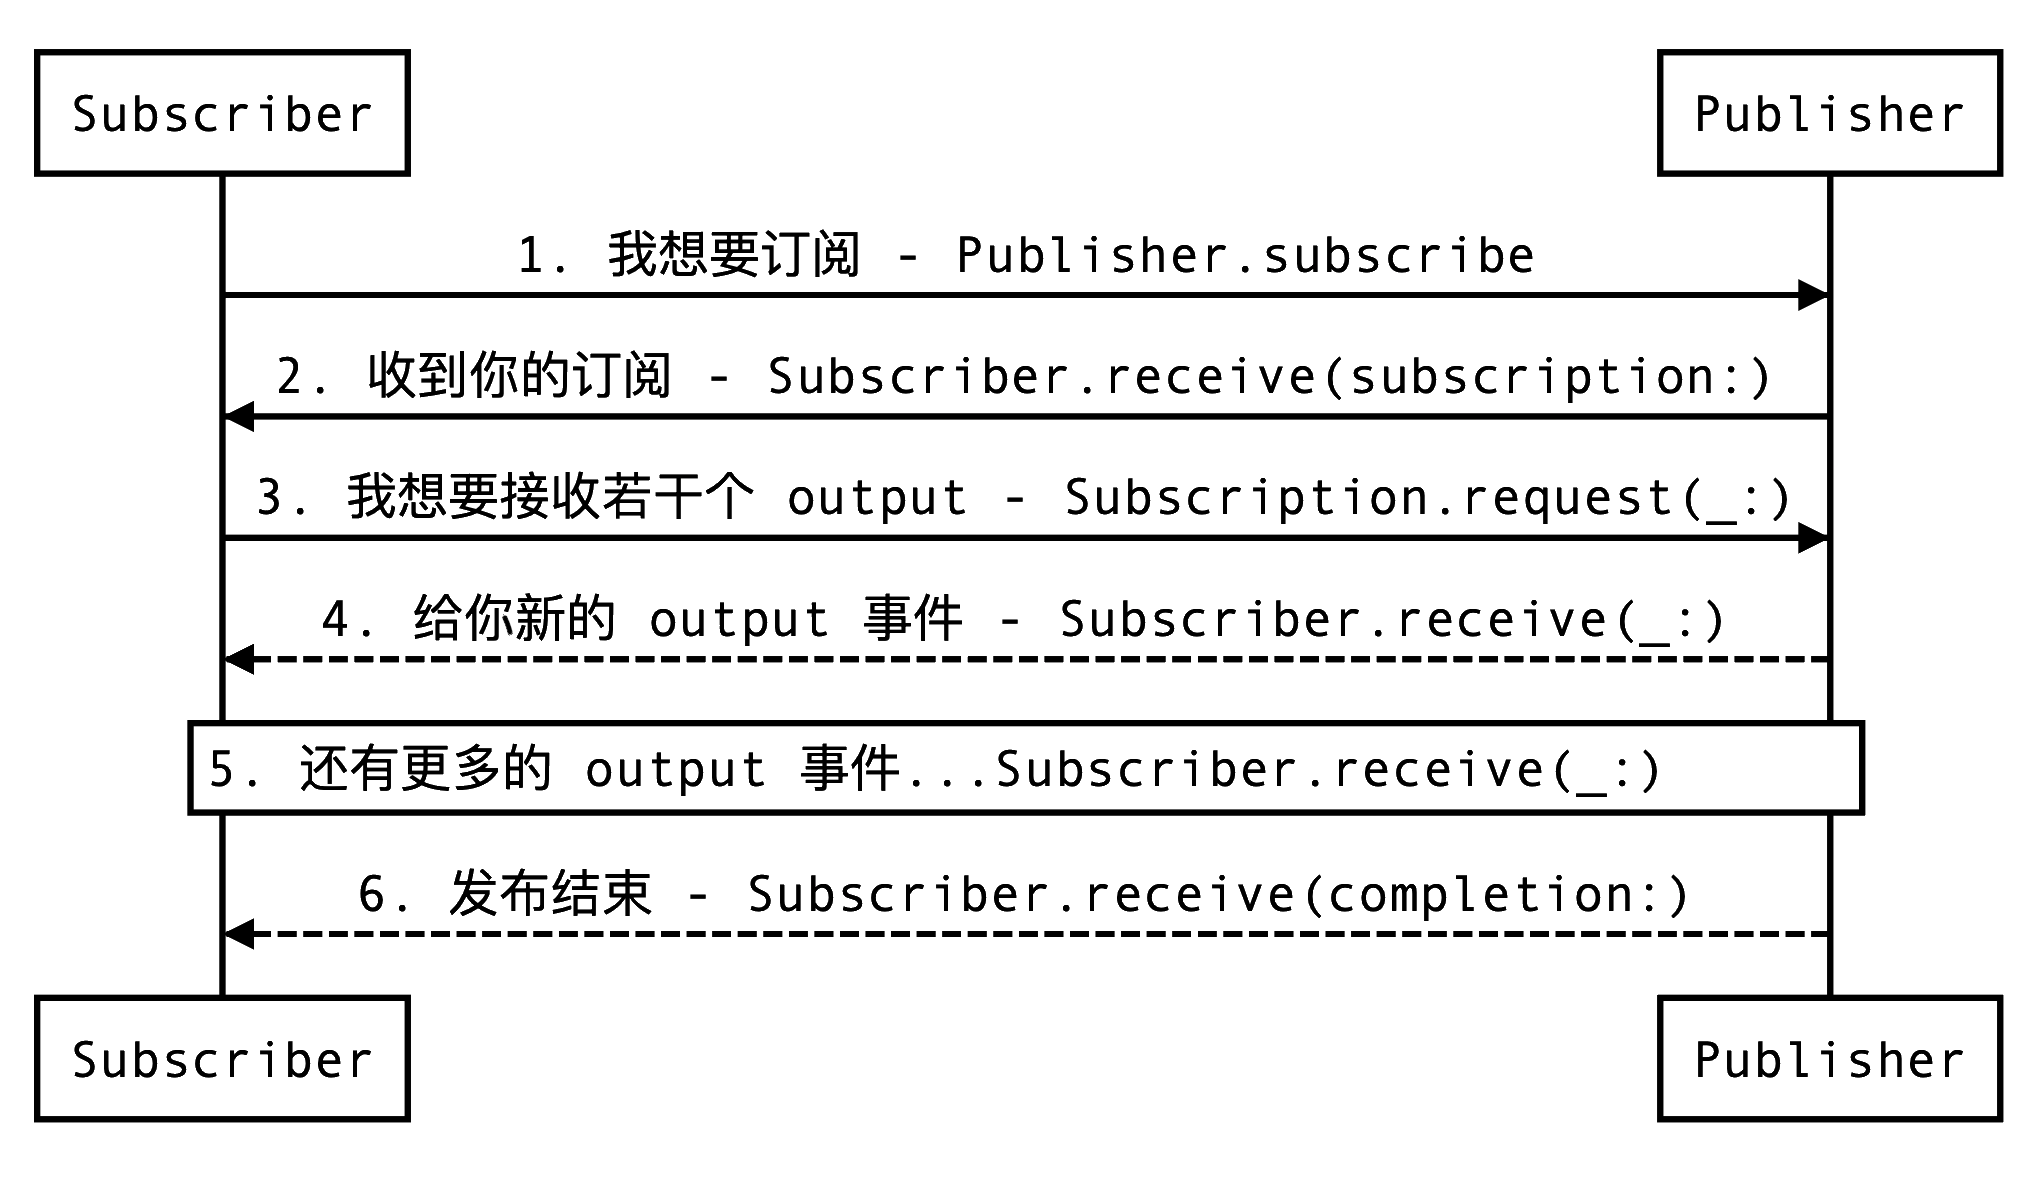 Subscriber
Publisher
1. 我想要订阅 - Publisher.subscribe
2. 收到你的订阅 - Subscriber.receive(subscription:)
3. 我想要接收若干个 output - Subscription.request(_:)
4. 给你新的 output 事件 - Subscriber.receive(_:)
5. 还有更多的 output 事件...Subscriber.receive(_:)
6. 发布结束 - Subscriber.receive(completion:)
Subscriber
Publisher